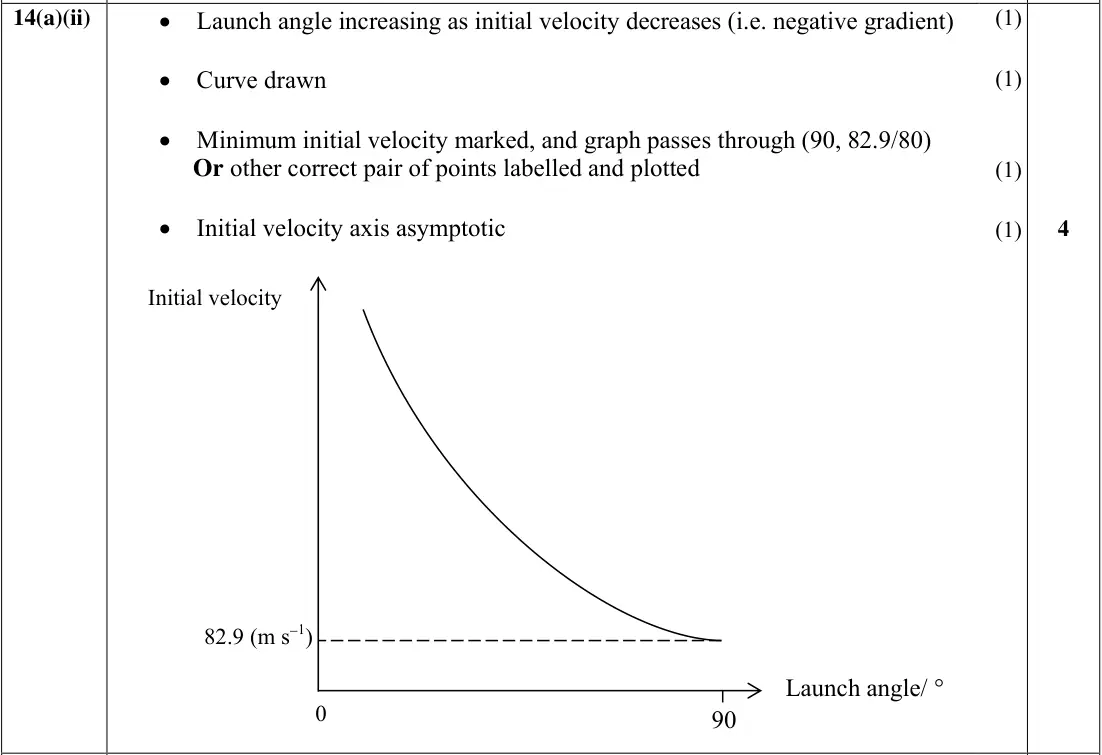 14(a)(ii)
• Launch angle increasing as initial velocity decreases (i.e. negative gradient) (1)
• Curve drawn (1)
• Minimum initial velocity marked, and graph passes through (90, 82.9/80)
Or other correct pair of points labelled and plotted (1)
• Initial velocity axis asymptotic (1) 4
Initial velocity
82.9 (m s⁻¹)
Launch angle/ °
0
90